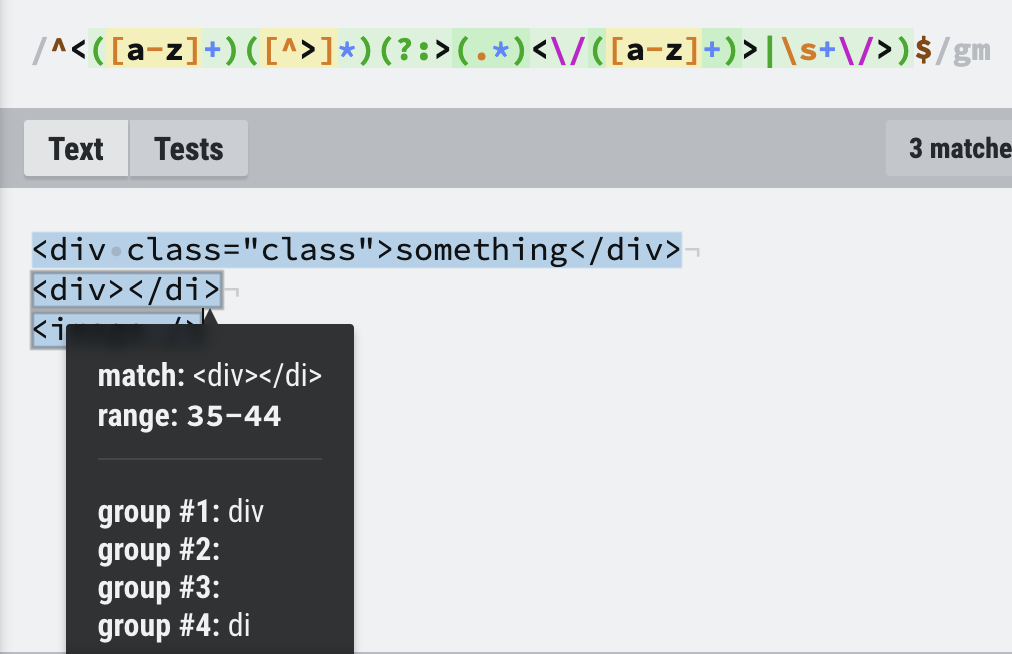 /^<([a-z]+)([^>]*)(?:>(.*)<\/([a-z]+)>|\s+\/>)$/gm
Text Tests 3 matche
<div•class="class">something</div>¬
<div></di>¬
<image />
match: <div></di>
range: 35-44
group #1: div
group #2:
group #3:
group #4: di